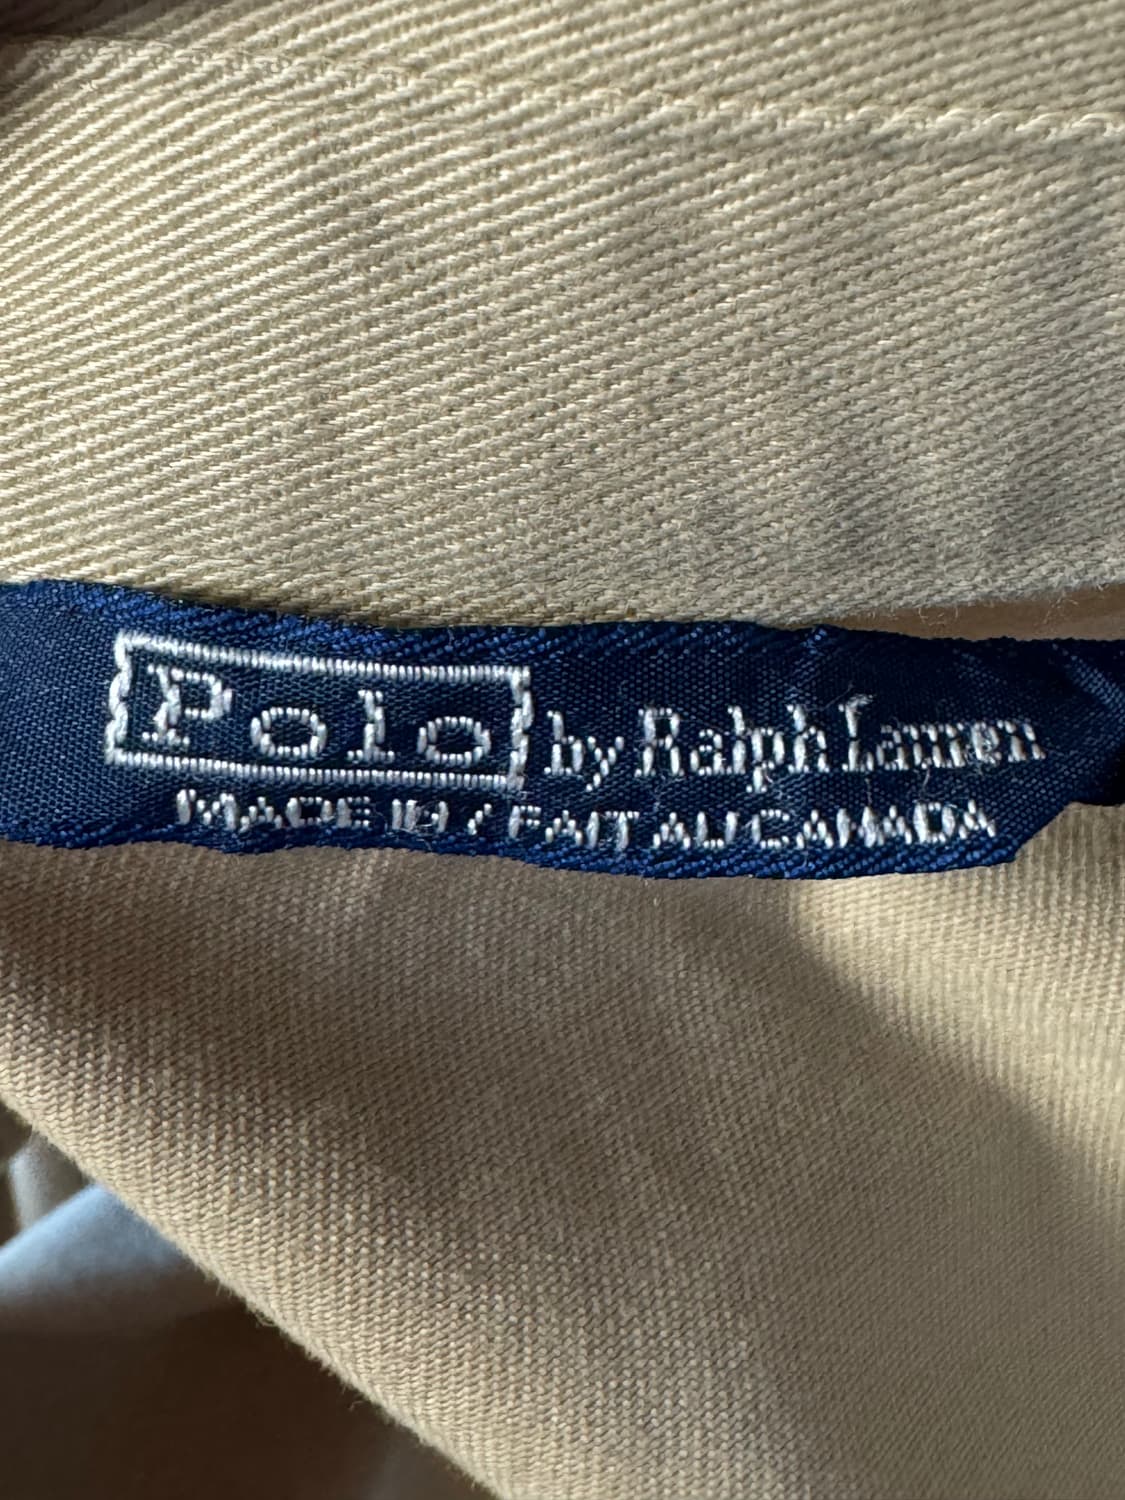 Polo by Ralph Lauren
MADE IN / FAIT AU CANADA